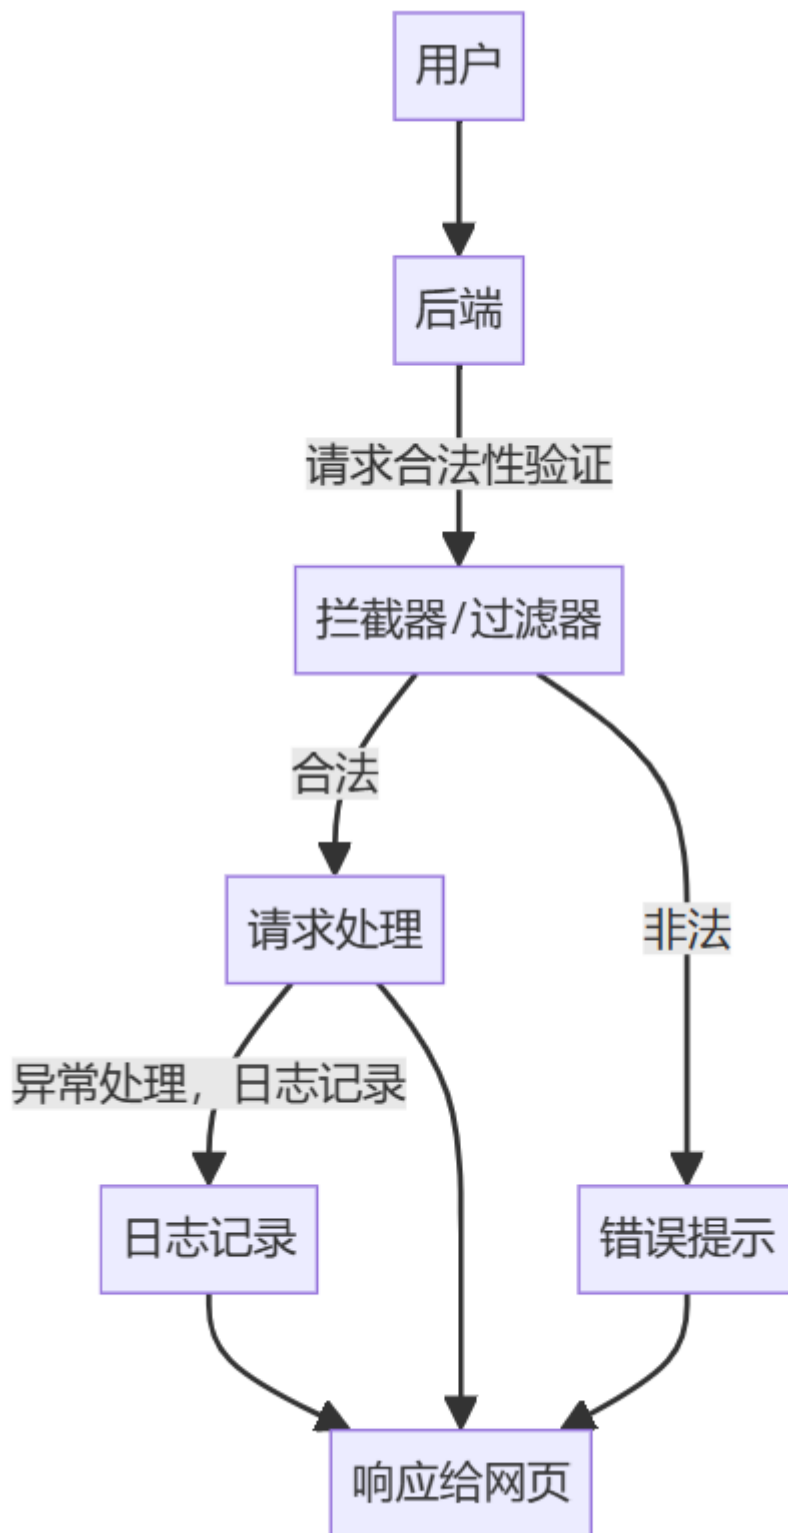 用户
后端
请求合法性验证
拦截器/过滤器
合法
请求处理
非法
异常处理，日志记录
日志记录
错误提示
响应给网页